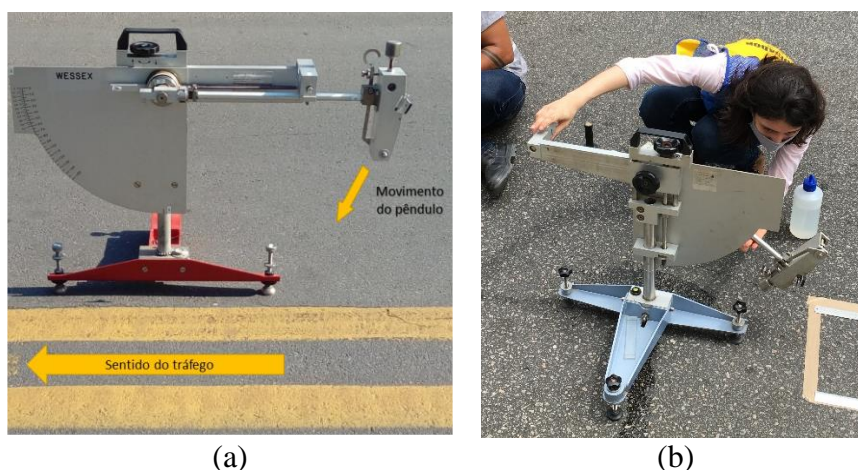 WESSEX
Movimento
do pêndulo
Sentido do tráfego
(a)
(b)